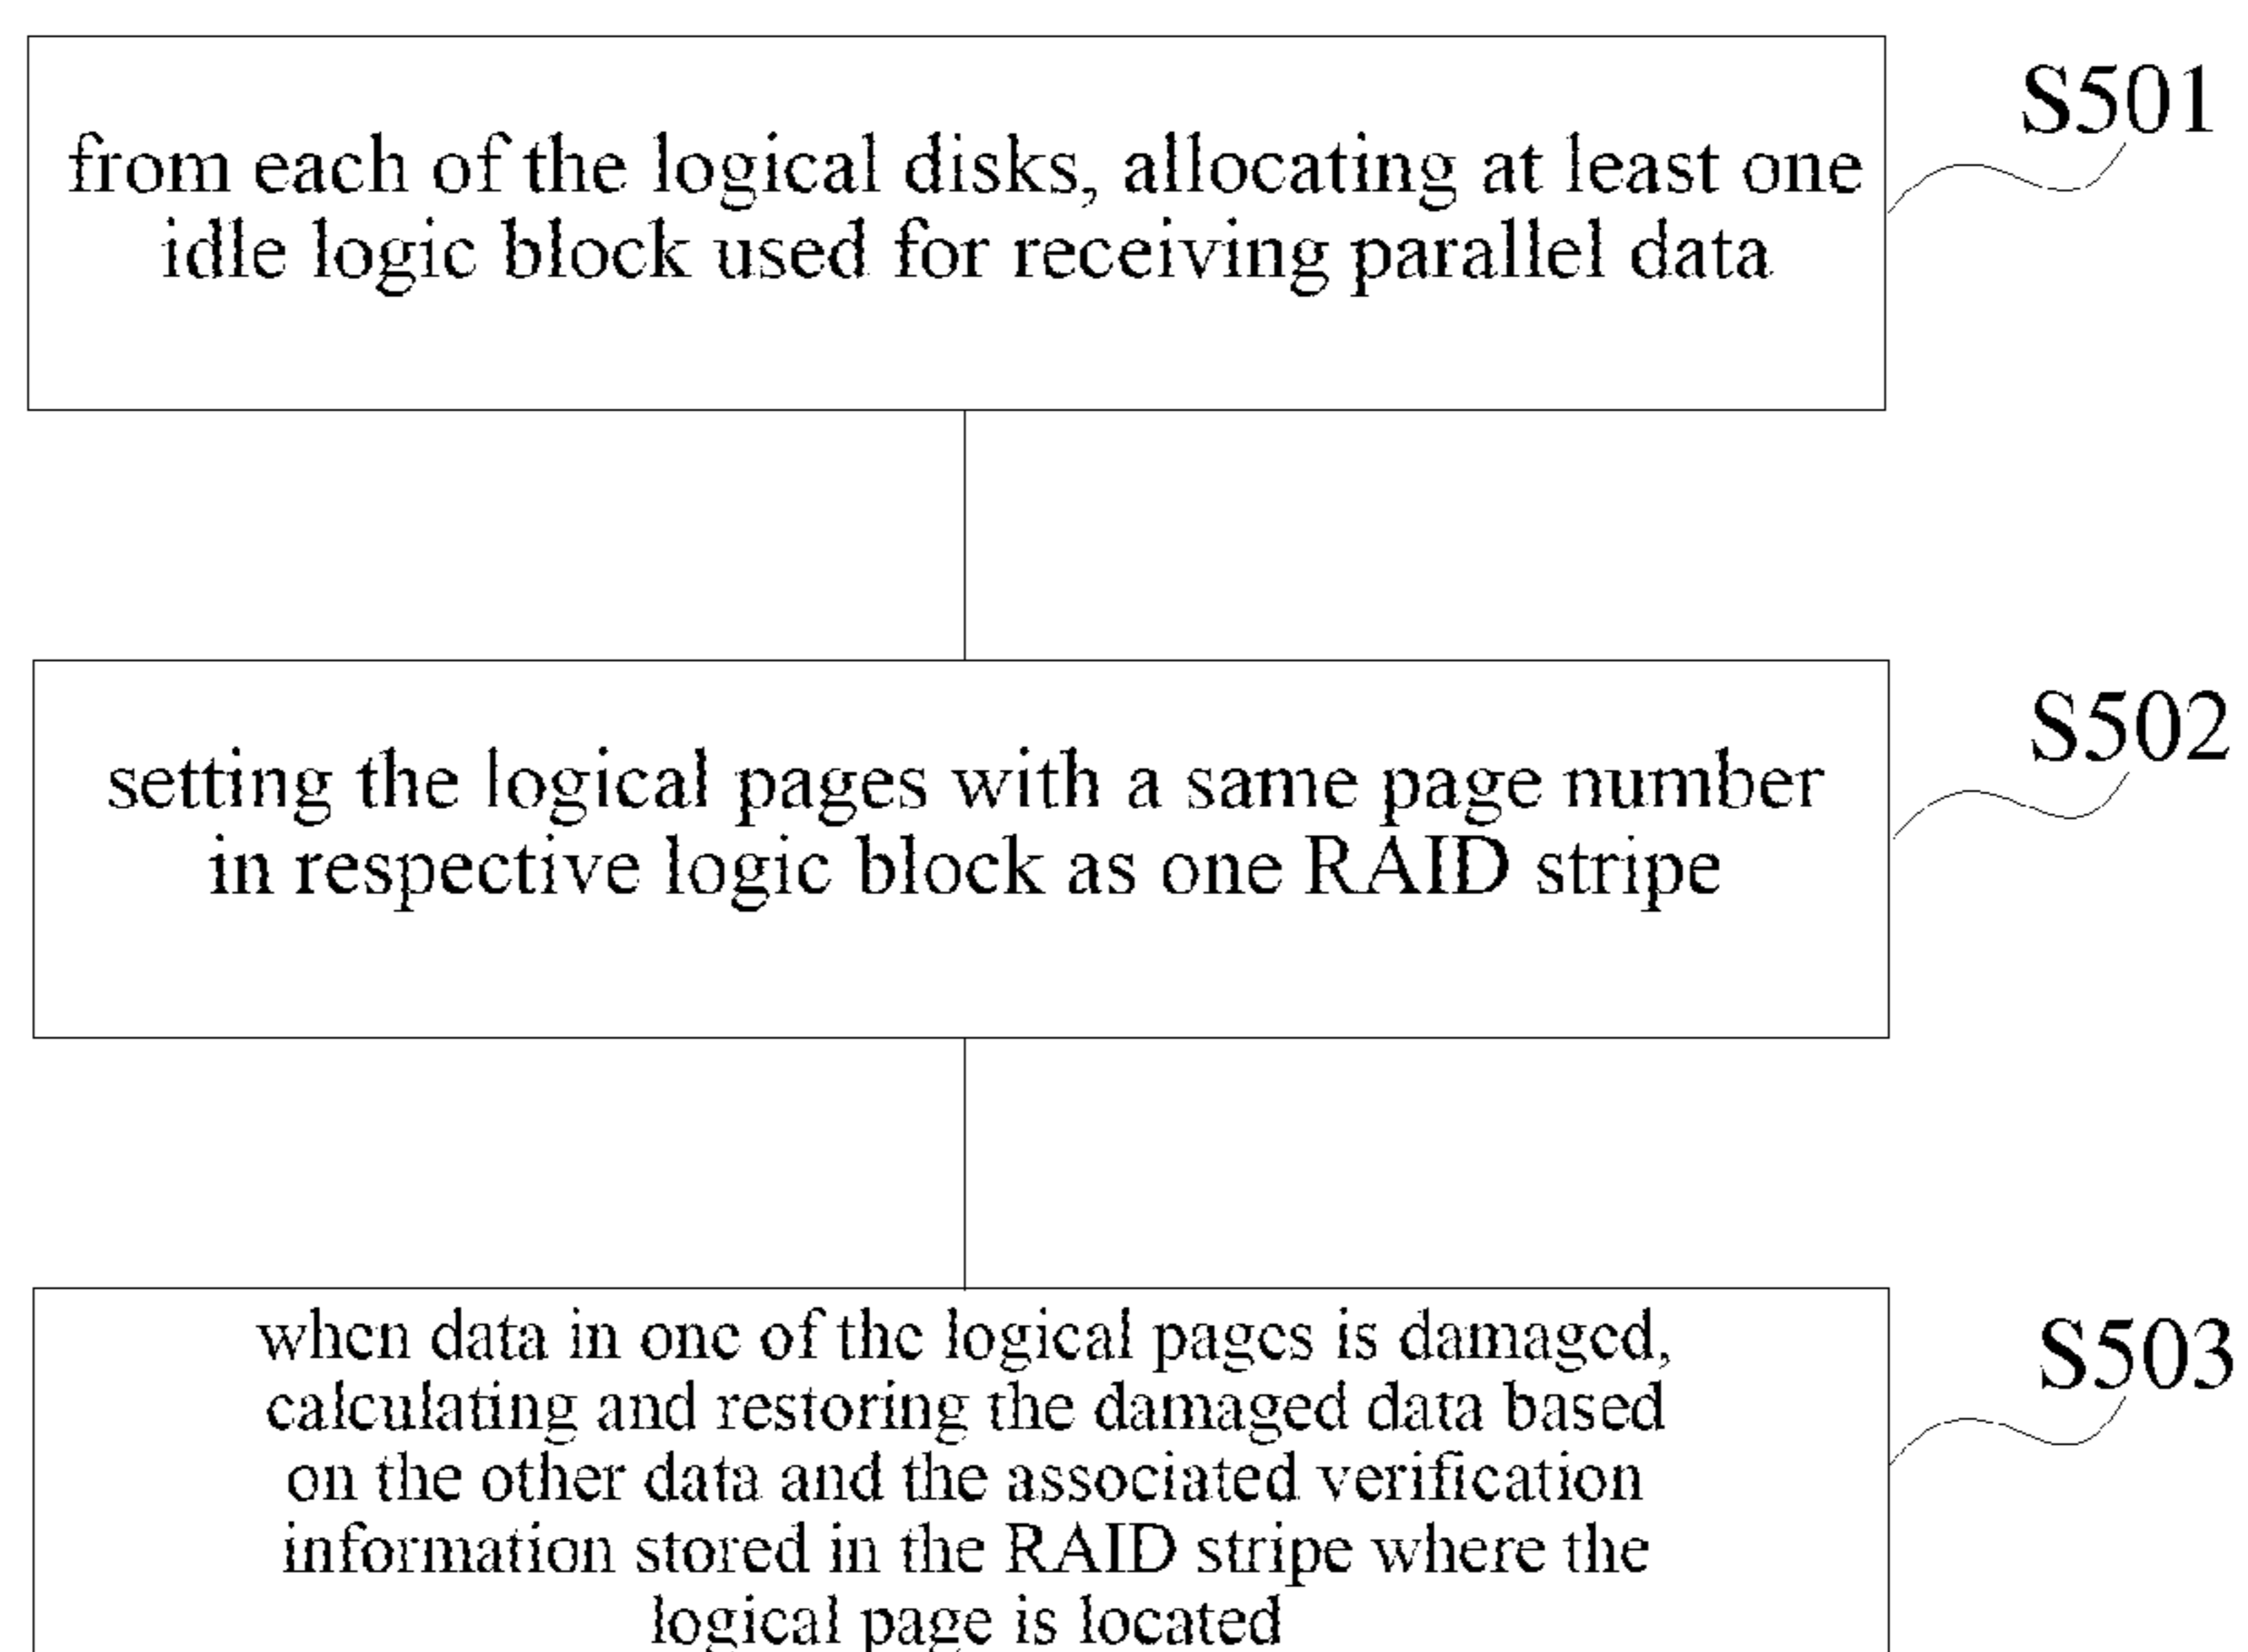 S501
from each of the logical disks, allocating at least one
idle logic block used for receiving parallel data
S502
setting the logical pages with a same page number
in respective logic block as one RAID stripe
S503
when data in one of the logical pages is damaged,
calculating and restoring the damaged data based
on the other data and the associated verification
information stored in the RAID stripe where the
logical page is located